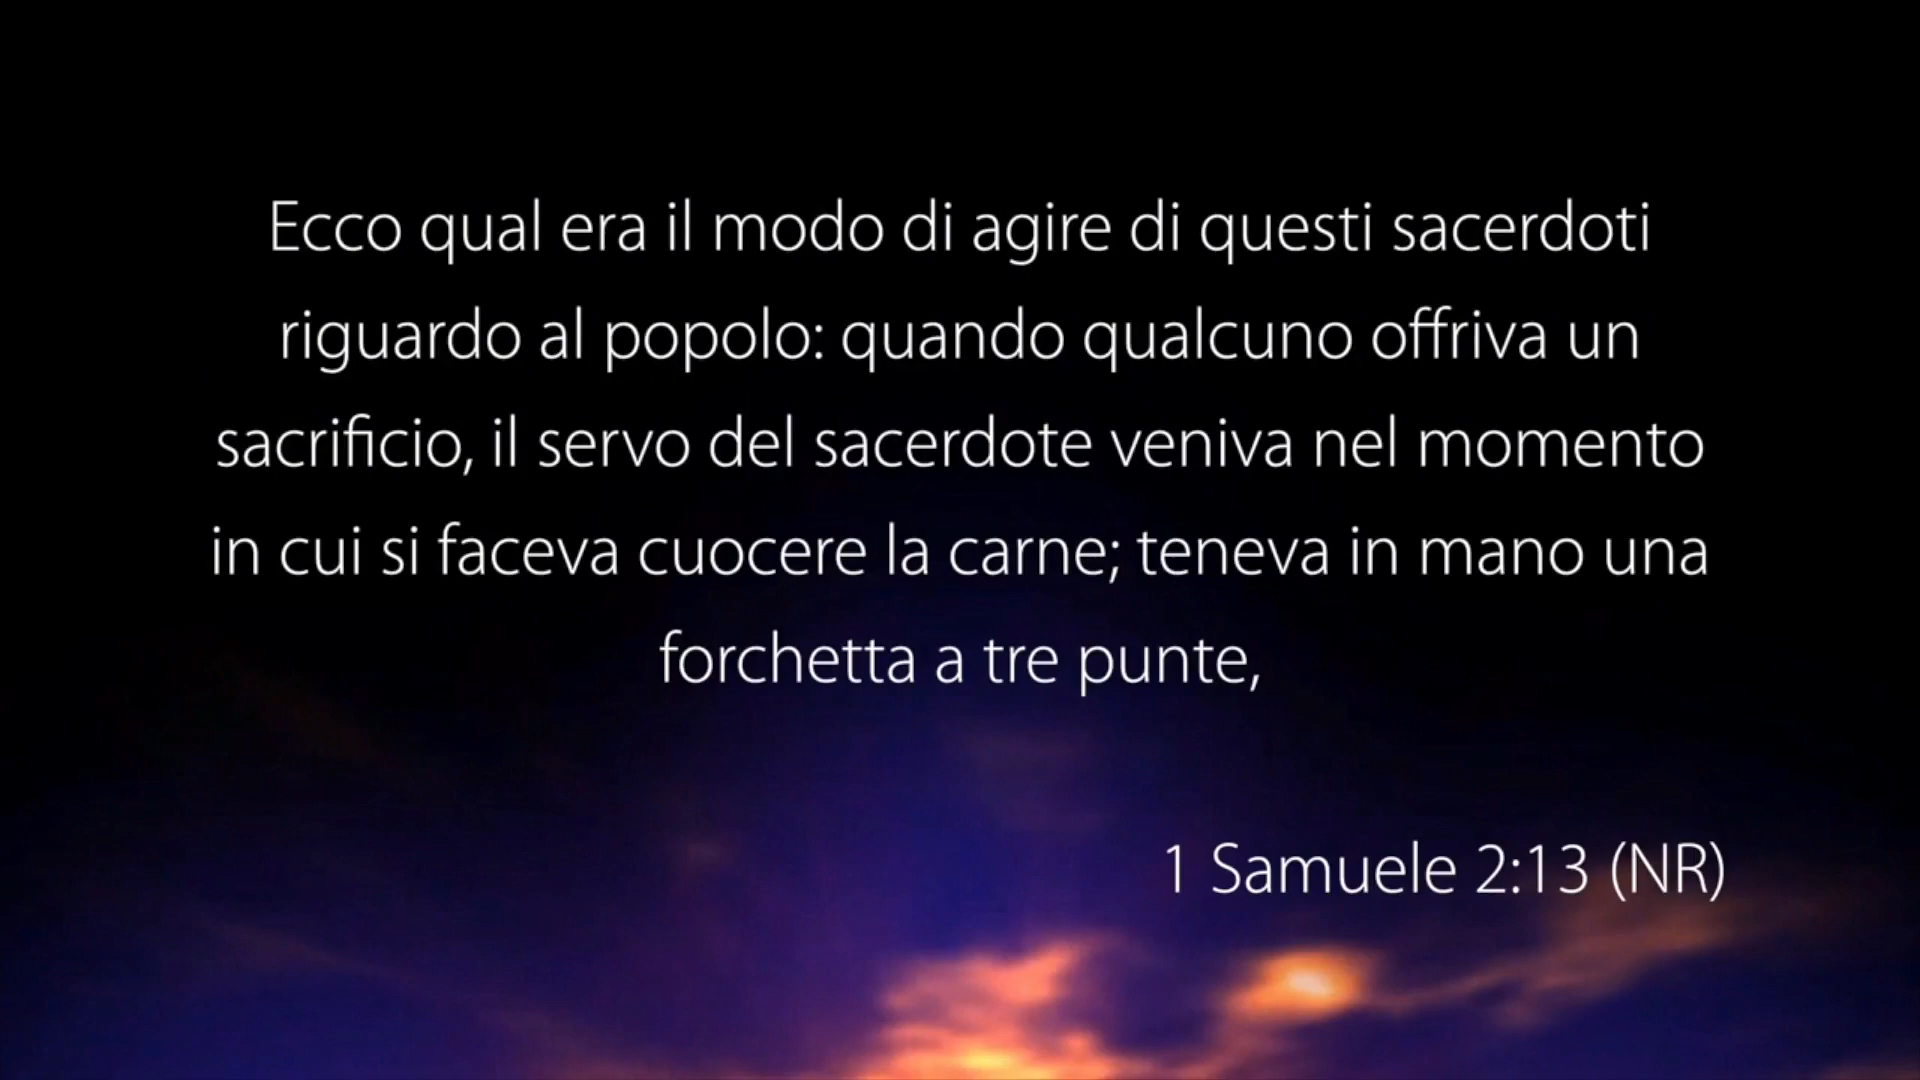 Ecco qual era il modo di agire di questi sacerdoti
riguardo al popolo: quando qualcuno offriva un
sacrificio, il servo del sacerdote veniva nel momento
in cui si faceva cuocere la carne; teneva in mano una
forchetta a tre punte,
1 Samuele 2:13 (NR)